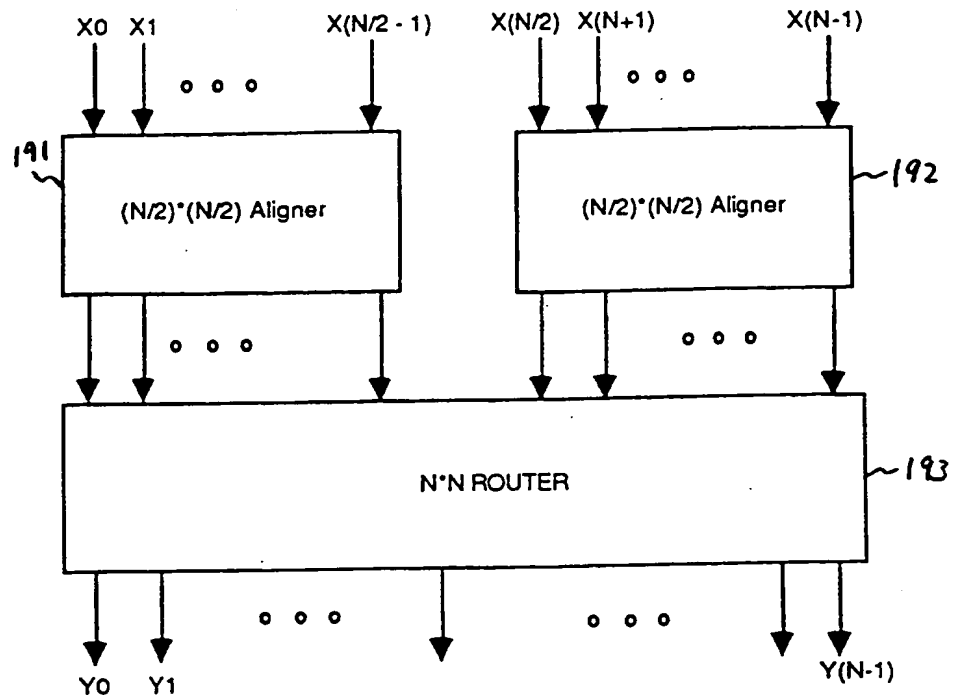 X0 X1 X(N/2 - 1) X(N/2) X(N+1) X(N-1)
191 (N/2)*(N/2) Aligner (N/2)*(N/2) Aligner 192
N*N ROUTER 193
Y0 Y1 Y(N-1)